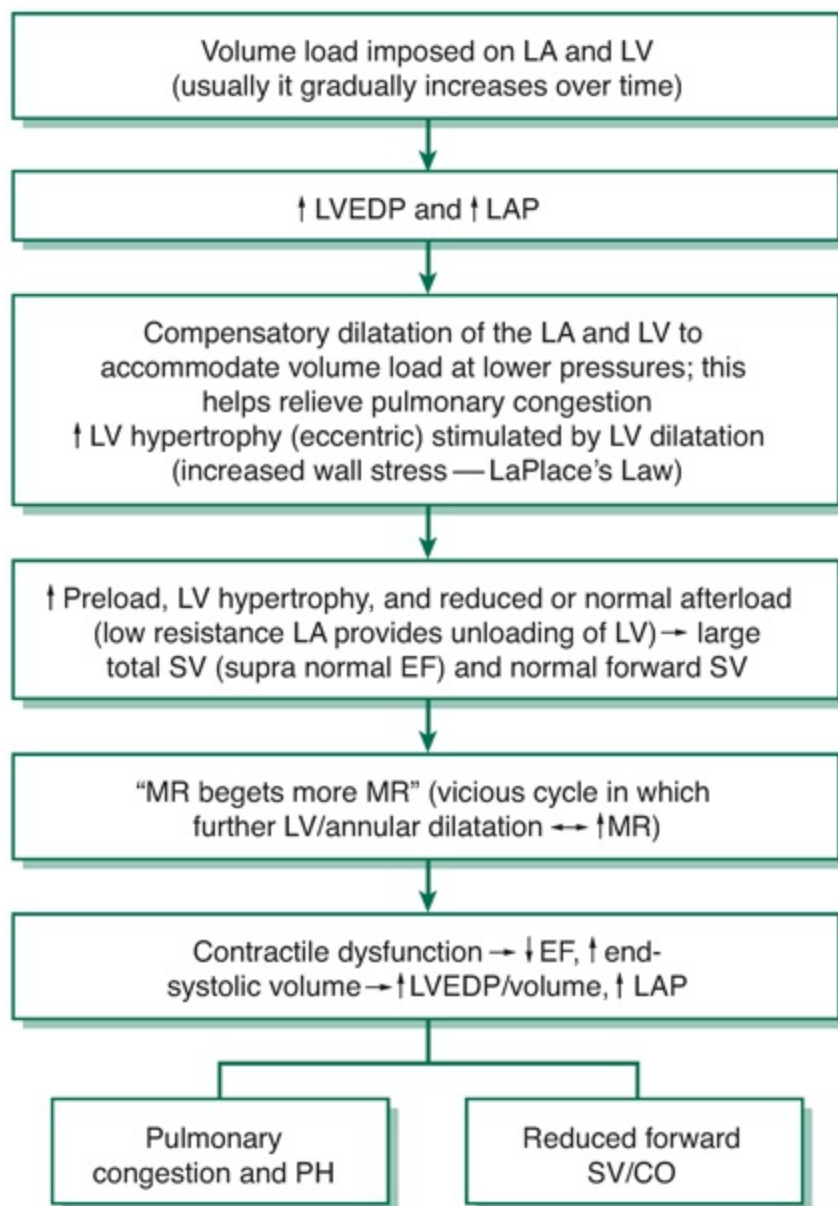 Volume load imposed on LA and LV
(usually it gradually increases over time)
↑ LVEDP and ↑ LAP
Compensatory dilatation of the LA and LV to
accommodate volume load at lower pressures; this
helps relieve pulmonary congestion
↑ LV hypertrophy (eccentric) stimulated by LV dilatation
(increased wall stress — LaPlace's Law)
↑ Preload, LV hypertrophy, and reduced or normal afterload
(low resistance LA provides unloading of LV) → large
total SV (supra normal EF) and normal forward SV
“MR begets more MR” (vicious cycle in which
further LV/annular dilatation ↔ ↑MR)
Contractile dysfunction → ↓EF, ↑ end-
systolic volume → ↑LVEDP/volume, ↑ LAP
Pulmonary
congestion and PH
Reduced forward
SV/CO